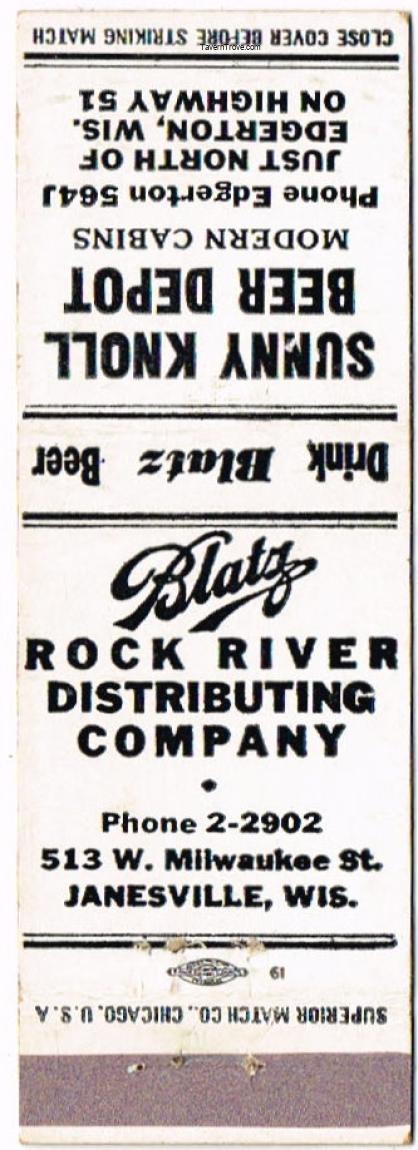 CLOSE COVER BEFORE STRIKING MATCH
TavernTrove.com
SUNNY KNOLL
BEER DEPOT
MODERN CABINS
Phone Edgerton 564J
JUST NORTH OF
EDGERTON, WIS.
ON HIGHWAY 51
Drink Blatz Beer
Blatz
ROCK RIVER
DISTRIBUTING
COMPANY
Phone 2-2902
513 W. Milwaukee St.
JANESVILLE, WIS.
61
SUPERIOR MATCH CO., CHICAGO, U.S.A